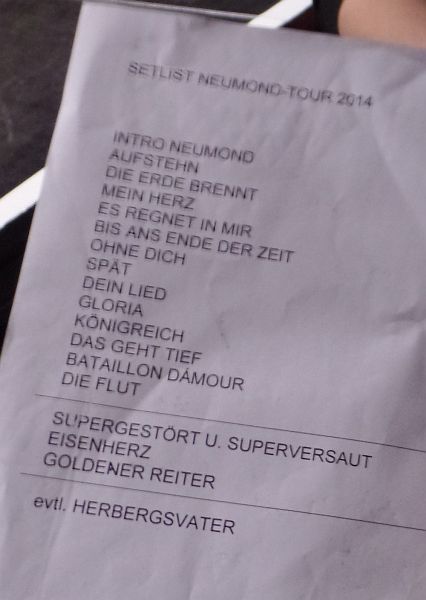 SETLIST NEUMOND-TOUR 2014
INTRO NEUMOND
AUFSTEHN
DIE ERDE BRENNT
MEIN HERZ
ES REGNET IN MIR
BIS ANS ENDE DER ZEIT
OHNE DICH
SPÄT
DEIN LIED
GLORIA
KÖNIGREICH
DAS GEHT TIEF
BATAILLON DÁMOUR
DIE FLUT
SUPERGESTÖRT U. SUPERVERSAUT
EISENHERZ
GOLDENER REITER
evtl. HERBERGSVATER